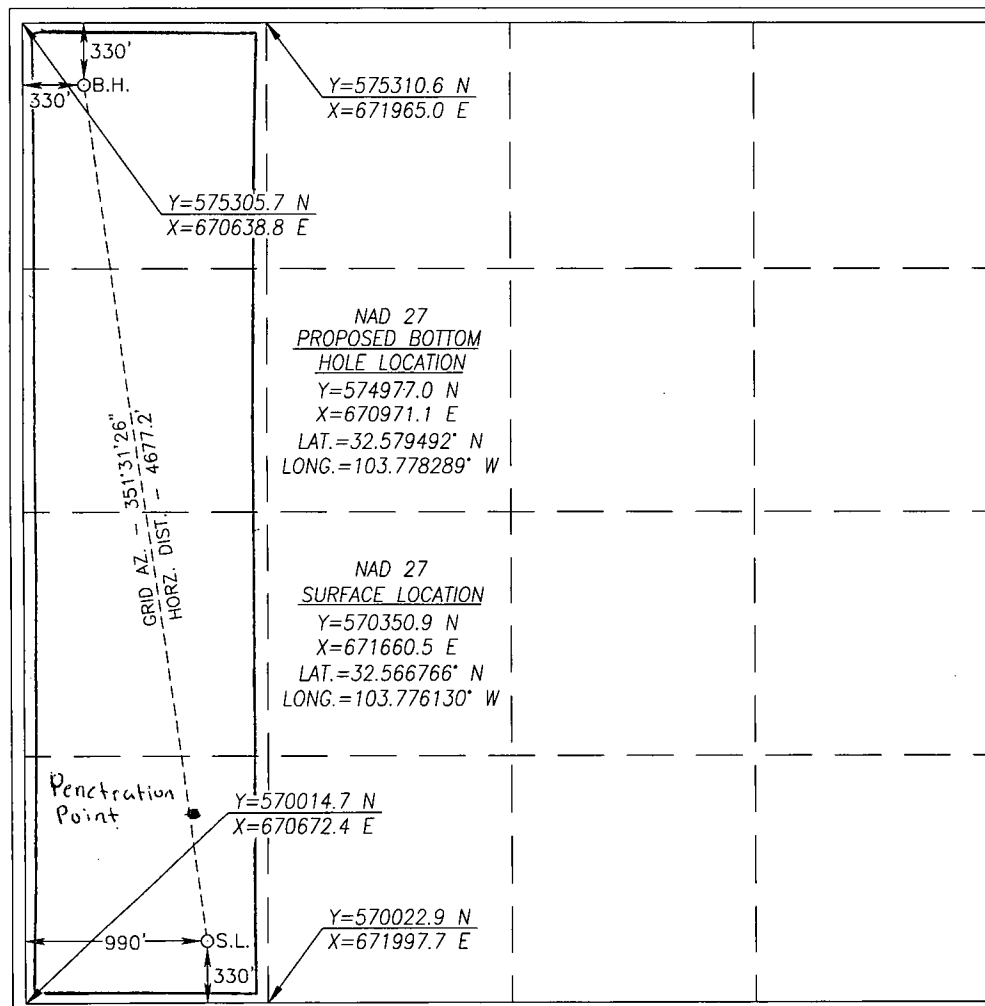 330'
330'
B.H.
Y=575310.6 N
X=671965.0 E
Y=575305.7 N
X=670638.8 E
NAD 27
PROPOSED BOTTOM
HOLE LOCATION
Y=574977.0 N
X=670971.1 E
LAT.=32.579492° N
LONG.=103.778289° W
GRID AZ. - 351°31'26"
HORZ. DIST. - 4677.2'
NAD 27
SURFACE LOCATION
Y=570350.9 N
X=671660.5 E
LAT.=32.566766° N
LONG.=103.776130° W
Penetration
Point
Y=570014.7 N
X=670672.4 E
Y=570022.9 N
X=671997.7 E
990'
S.L.
330'